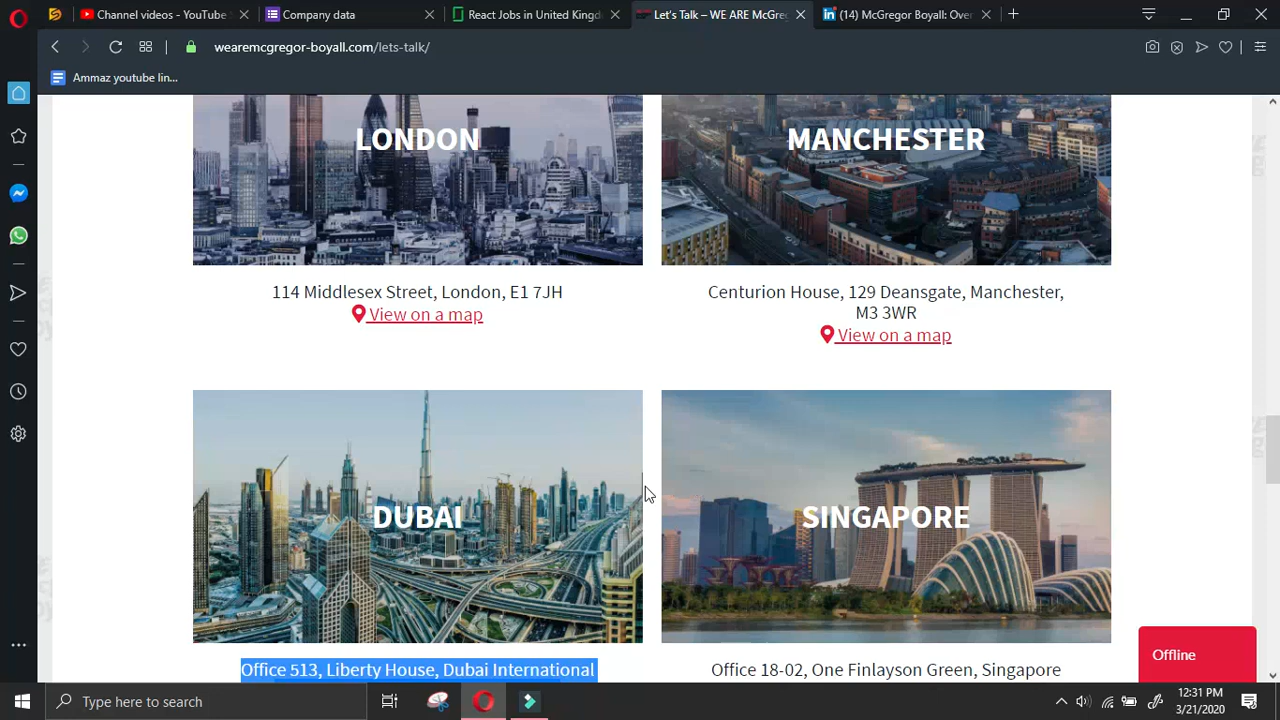 Channel videos - YouTube S
Company data
React Jobs in United Kingd
Let's Talk – WE ARE McGreg
(14) McGregor Boyall: Over
wearemcgregor-boyall.com/lets-talk/
Ammaz youtube lin...
LONDON
MANCHESTER
114 Middlesex Street, London, E1 7JH
View on a map
Centurion House, 129 Deansgate, Manchester,
M3 3WR
View on a map
DUBAI
SINGAPORE
Office 513, Liberty House, Dubai International
Office 18-02, One Finlayson Green, Singapore
Offline
Type here to search
12:31 PM
3/21/2020